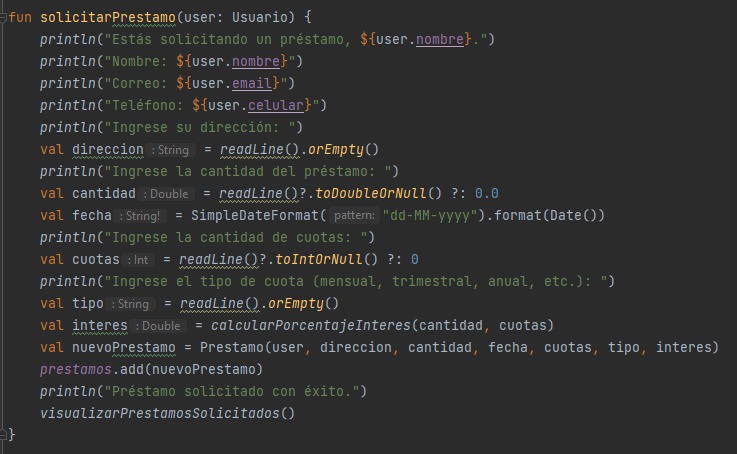 fun solicitarPrestamo(user: Usuario) {
println("Estás solicitando un préstamo, ${user.nombre}.")
println("Nombre: ${user.nombre}")
println("Correo: ${user.email}")
println("Teléfono: ${user.celular}")
println("Ingrese su dirección: ")
val direccion : String = readLine().orEmpty()
println("Ingrese la cantidad del préstamo: ")
val cantidad : Double = readLine()?.toDoubleOrNull() ?: 0.0
val fecha : String! = SimpleDateFormat( pattern: "dd-MM-yyyy").format(Date())
println("Ingrese la cantidad de cuotas: ")
val cuotas : Int = readLine()?.toIntOrNull() ?: 0
println("Ingrese el tipo de cuota (mensual, trimestral, anual, etc.): ")
val tipo : String = readLine().orEmpty()
val interes : Double = calcularPorcentajeInteres(cantidad, cuotas)
val nuevoPrestamo = Prestamo(user, direccion, cantidad, fecha, cuotas, tipo, interes)
prestamos.add(nuevoPrestamo)
println("Préstamo solicitado con éxito.")
visualizarPrestamosSolicitados()
}